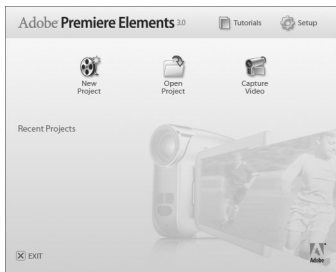 Adobe Premiere Elements 3.0
Tutorials
Setup
New
Project
Open
Project
Capture
Video
Recent Projects
EXIT
Adobe